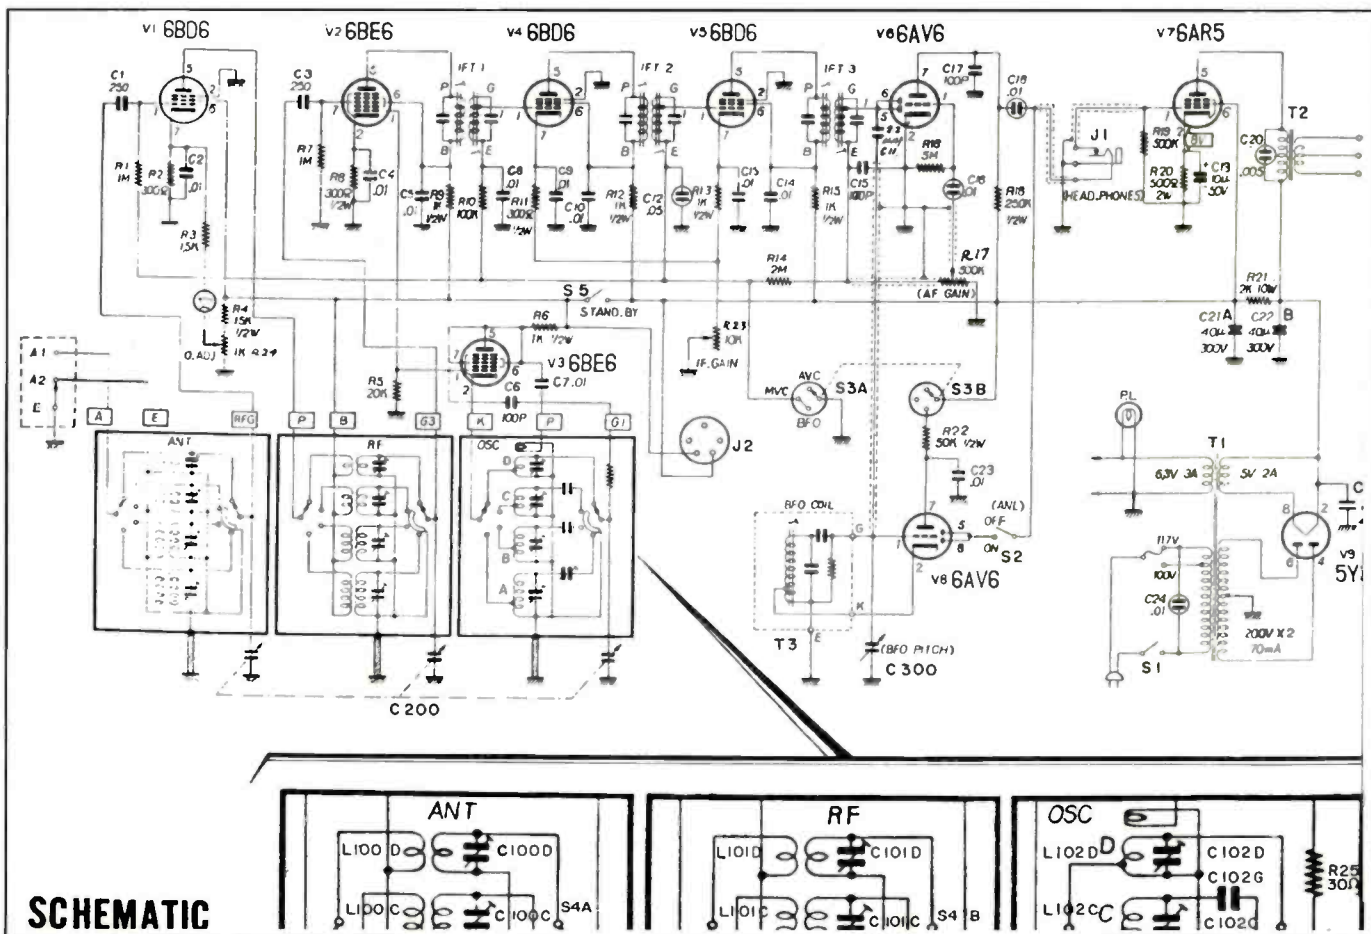 V1 6BD6
V2 6BE6
V4 6BD6
V5 6BD6
V6 6AV6
V7 6AR5
C1
250
C3
250
IFT 1
IFT 2
IFT 3
C17
100P
C18
.01
T2
R1
1M
R2
300Ω
1/2W
C2
.01
R3
1.5K
R7
1M
R8
300Ω
1/2W
C4
.01
C5
.01
R9
1K
1/2W
R10
100K
C8
.01
R11
300Ω
1/2W
C9
.01
C10
.01
R12
1K
1/2W
C12
.05
R13
1K
1/2W
C13
.01
C14
.01
R15
1K
1/2W
C15
100P
C11
R16
5M
C16
.01
R18
250K
1/2W
J1
(HEAD.PHONES)
R19
500K
R20
500Ω
2W
8V
C19
10μ
50V
C20
.005
R14
2M
R17
500K
(AF GAIN)
R21
2K 10W
C21 A
40μ
300V
C22 B
40μ
300V
R4
15K
1/2W
0.ADJ
1K R24
S5
STAND.BY
R6
1K 1/2W
V3 6BE6
R23
10K
IF.GAIN
R5
20K
C6
100P
C7 .01
AVC
MVC
BFO
S3A
S3B
R22
50K 1/2W
C23
.01
J2
A1
A2
E
A
E
RFG
P
B
G3
K
P
G1
ANT
RF
OSC
D
C
B
A
BFO COIL
G
K
E
T3
V8 6AV6
(ANL)
OFF
ON
S2
(BFO PITCH)
C300
C200
PL
T1
6,3V 3A
5V 2A
117V
100V
C24
.01
S1
200V X 2
70mA
V9
5Y
ANT
RF
OSC
L100 D
C100D
L100C
C100C
S4A
L101D
C101D
L101C
C101C
S4 B
L102D
D
C102D
C102G
L102C
C
C102C
R25
30Ω
SCHEMATIC